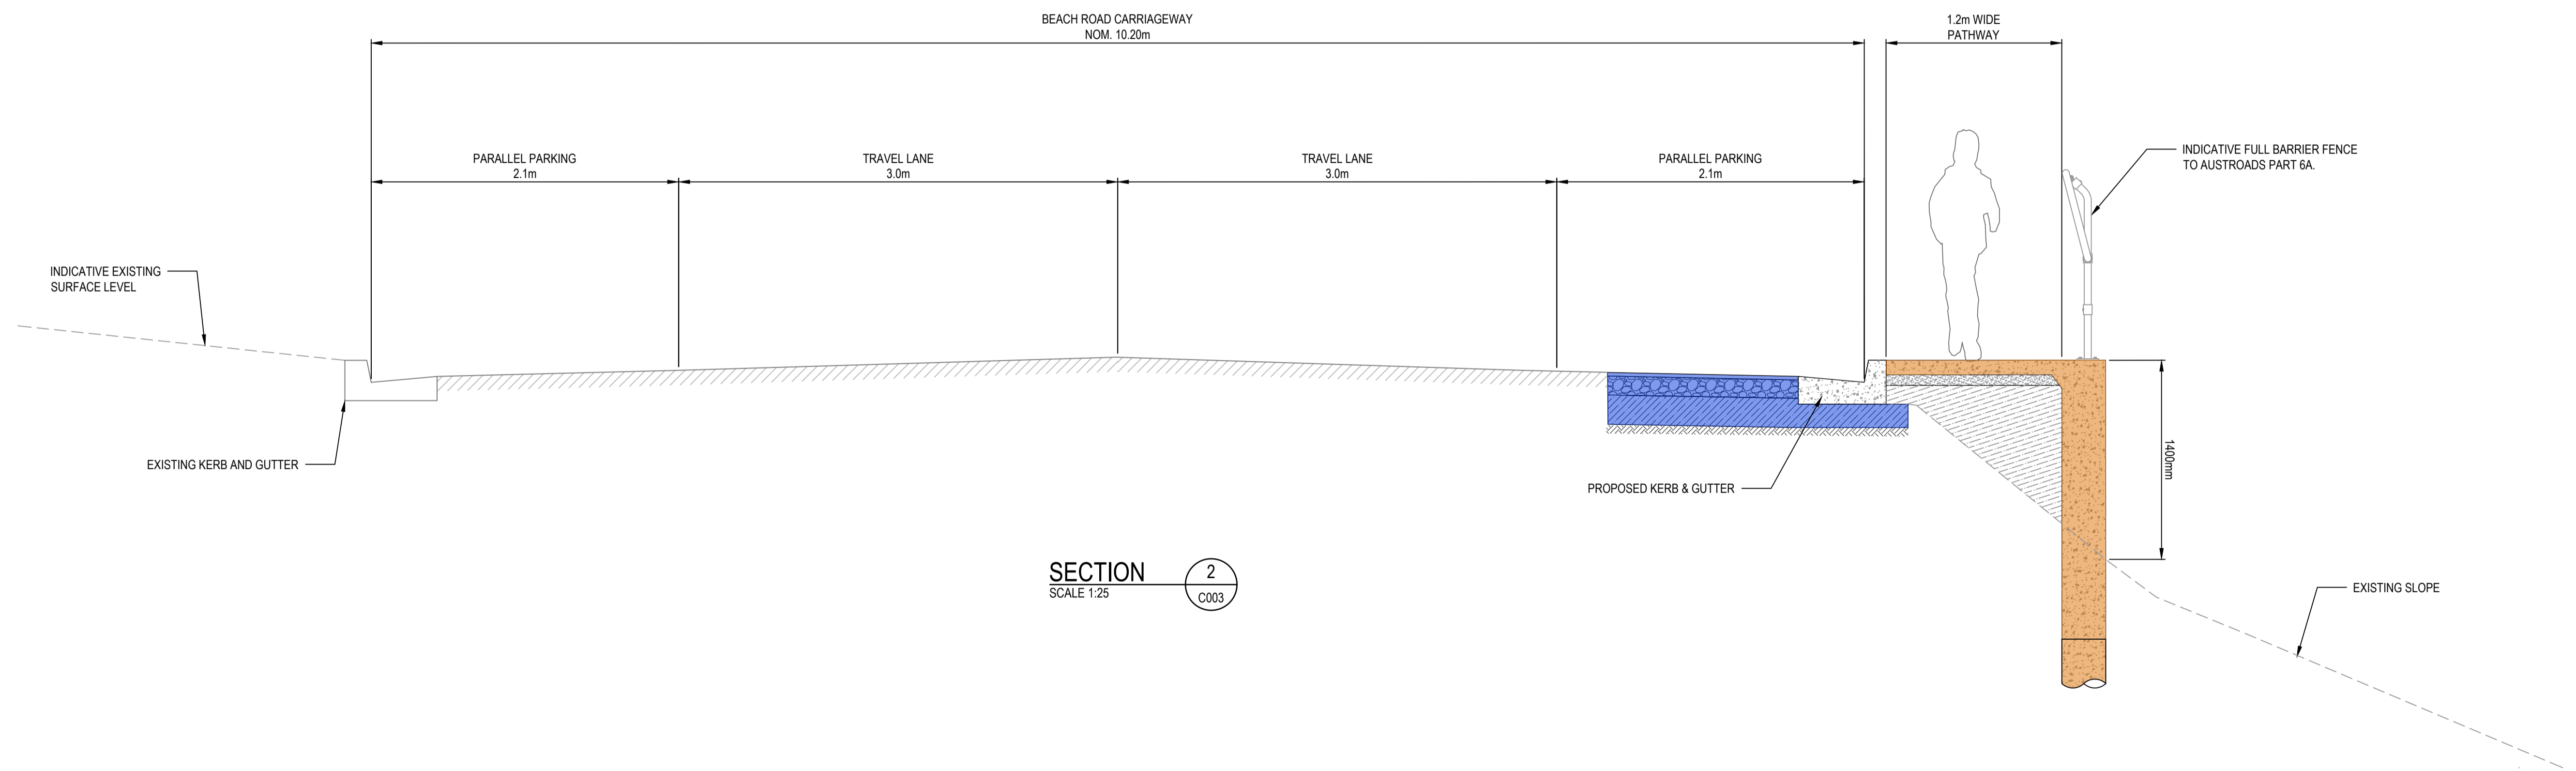 BEACH ROAD CARRIAGEWAY
NOM. 10.20m
1.2m WIDE
PATHWAY
PARALLEL PARKING
2.1m
TRAVEL LANE
3.0m
TRAVEL LANE
3.0m
PARALLEL PARKING
2.1m
INDICATIVE FULL BARRIER FENCE
TO AUSTROADS PART 6A.
INDICATIVE EXISTING
SURFACE LEVEL
EXISTING KERB AND GUTTER
PROPOSED KERB & GUTTER
1400mm
SECTION
SCALE 1:25
2
C003
EXISTING SLOPE